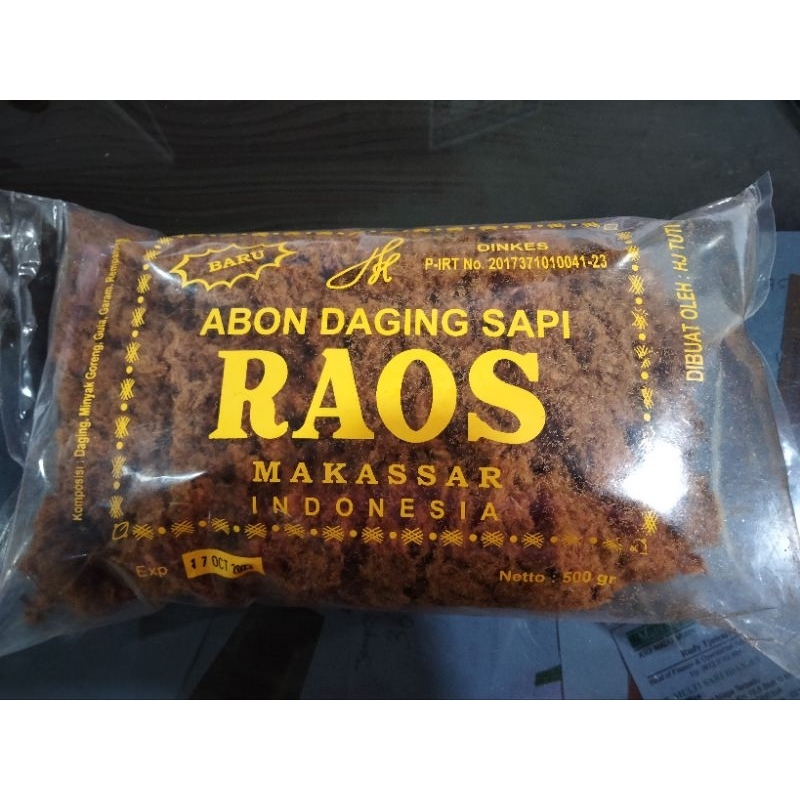 BARU
DINKES
P-IRT No. 2017371010041-23
ABON DAGING SAPI
RAOS
MAKASSAR
INDONESIA
Exp
17 OCT
Netto : 500 gr
Komposisi : Daging, Minyak Goreng, Gula, Garam,
DIBUAT OLEH : HJ TUTI